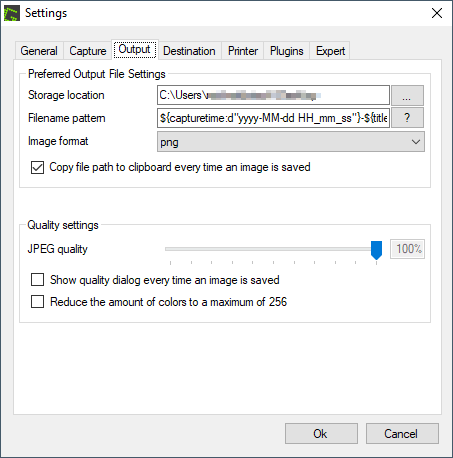 Settings
General Capture Output Destination Printer Plugins Expert
Preferred Output File Settings
Storage location C:\Users\ ...
Filename pattern ${capturetime:d"yyyy-MM-dd HH_mm_ss"}-${title ?
Image format png
Copy file path to clipboard every time an image is saved
Quality settings
JPEG quality 100%
Show quality dialog every time an image is saved
Reduce the amount of colors to a maximum of 256
Ok Cancel